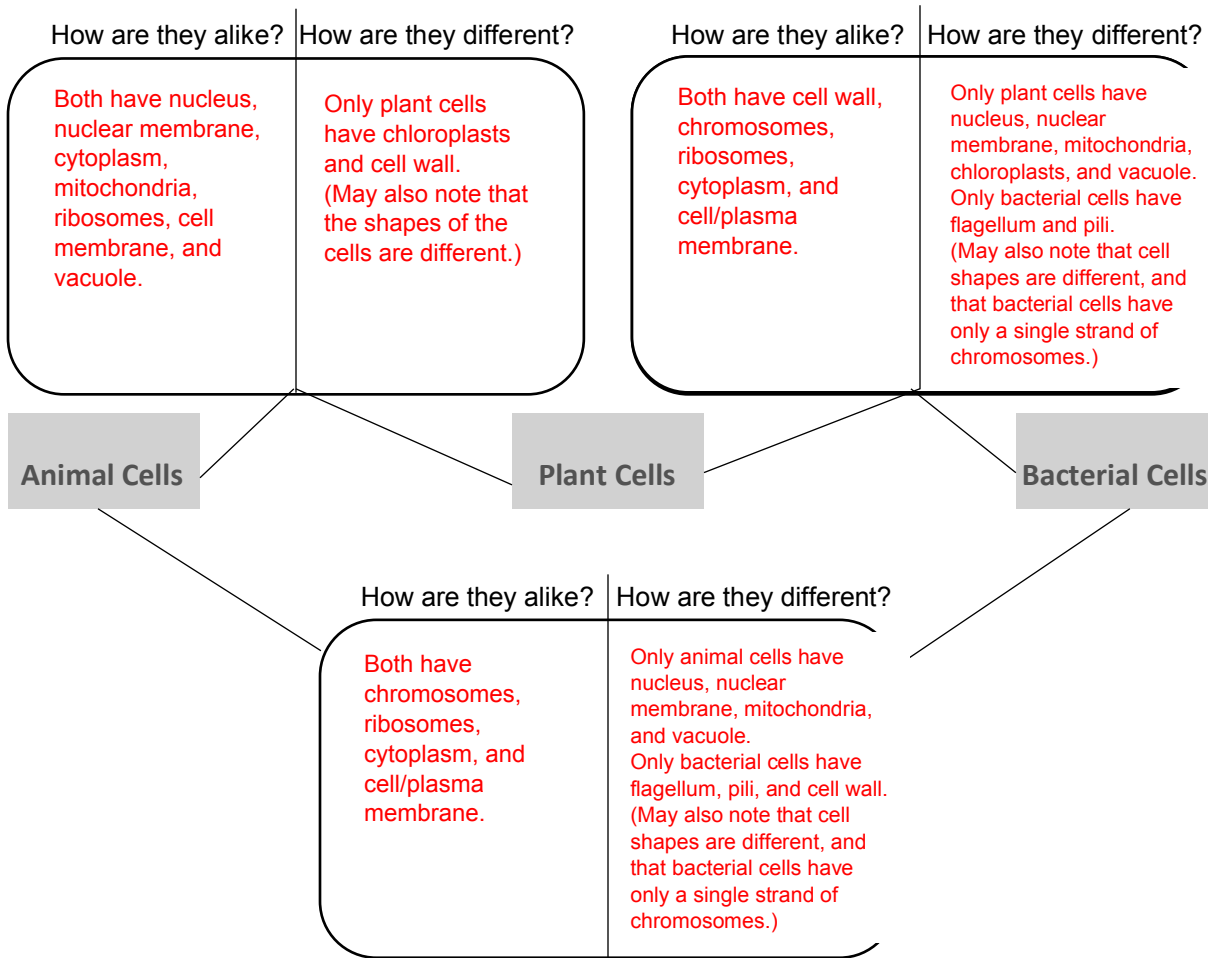 How are they alike?
How are they different?
Both have nucleus,
nuclear membrane,
cytoplasm,
mitochondria,
ribosomes, cell
membrane, and
vacuole.
Only plant cells
have chloroplasts
and cell wall.
(May also note that
the shapes of the
cells are different.)
How are they alike?
How are they different?
Both have cell wall,
chromosomes,
ribosomes,
cytoplasm, and
cell/plasma
membrane.
Only plant cells have
nucleus, nuclear
membrane, mitochondria,
chloroplasts, and vacuole.
Only bacterial cells have
flagellum and pili.
(May also note that cell
shapes are different, and
that bacterial cells have
only a single strand of
chromosomes.)
Animal Cells
Plant Cells
Bacterial Cells
How are they alike?
How are they different?
Both have
chromosomes,
ribosomes,
cytoplasm, and
cell/plasma
membrane.
Only animal cells have
nucleus, nuclear
membrane, mitochondria,
and vacuole.
Only bacterial cells have
flagellum, pili, and cell wall.
(May also note that cell
shapes are different, and
that bacterial cells have
only a single strand of
chromosomes.)